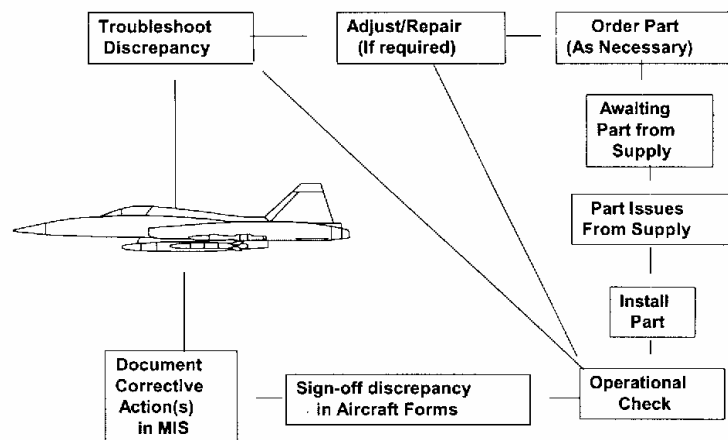 Troubleshoot
Discrepancy
Adjust/Repair
(If required)
Order Part
(As Necessary)
Awaiting
Part from
Supply
Part Issues
From Supply
Install
Part
Operational
Check
Sign-off discrepancy
in Aircraft Forms
Document
Corrective
Action(s)
in MIS